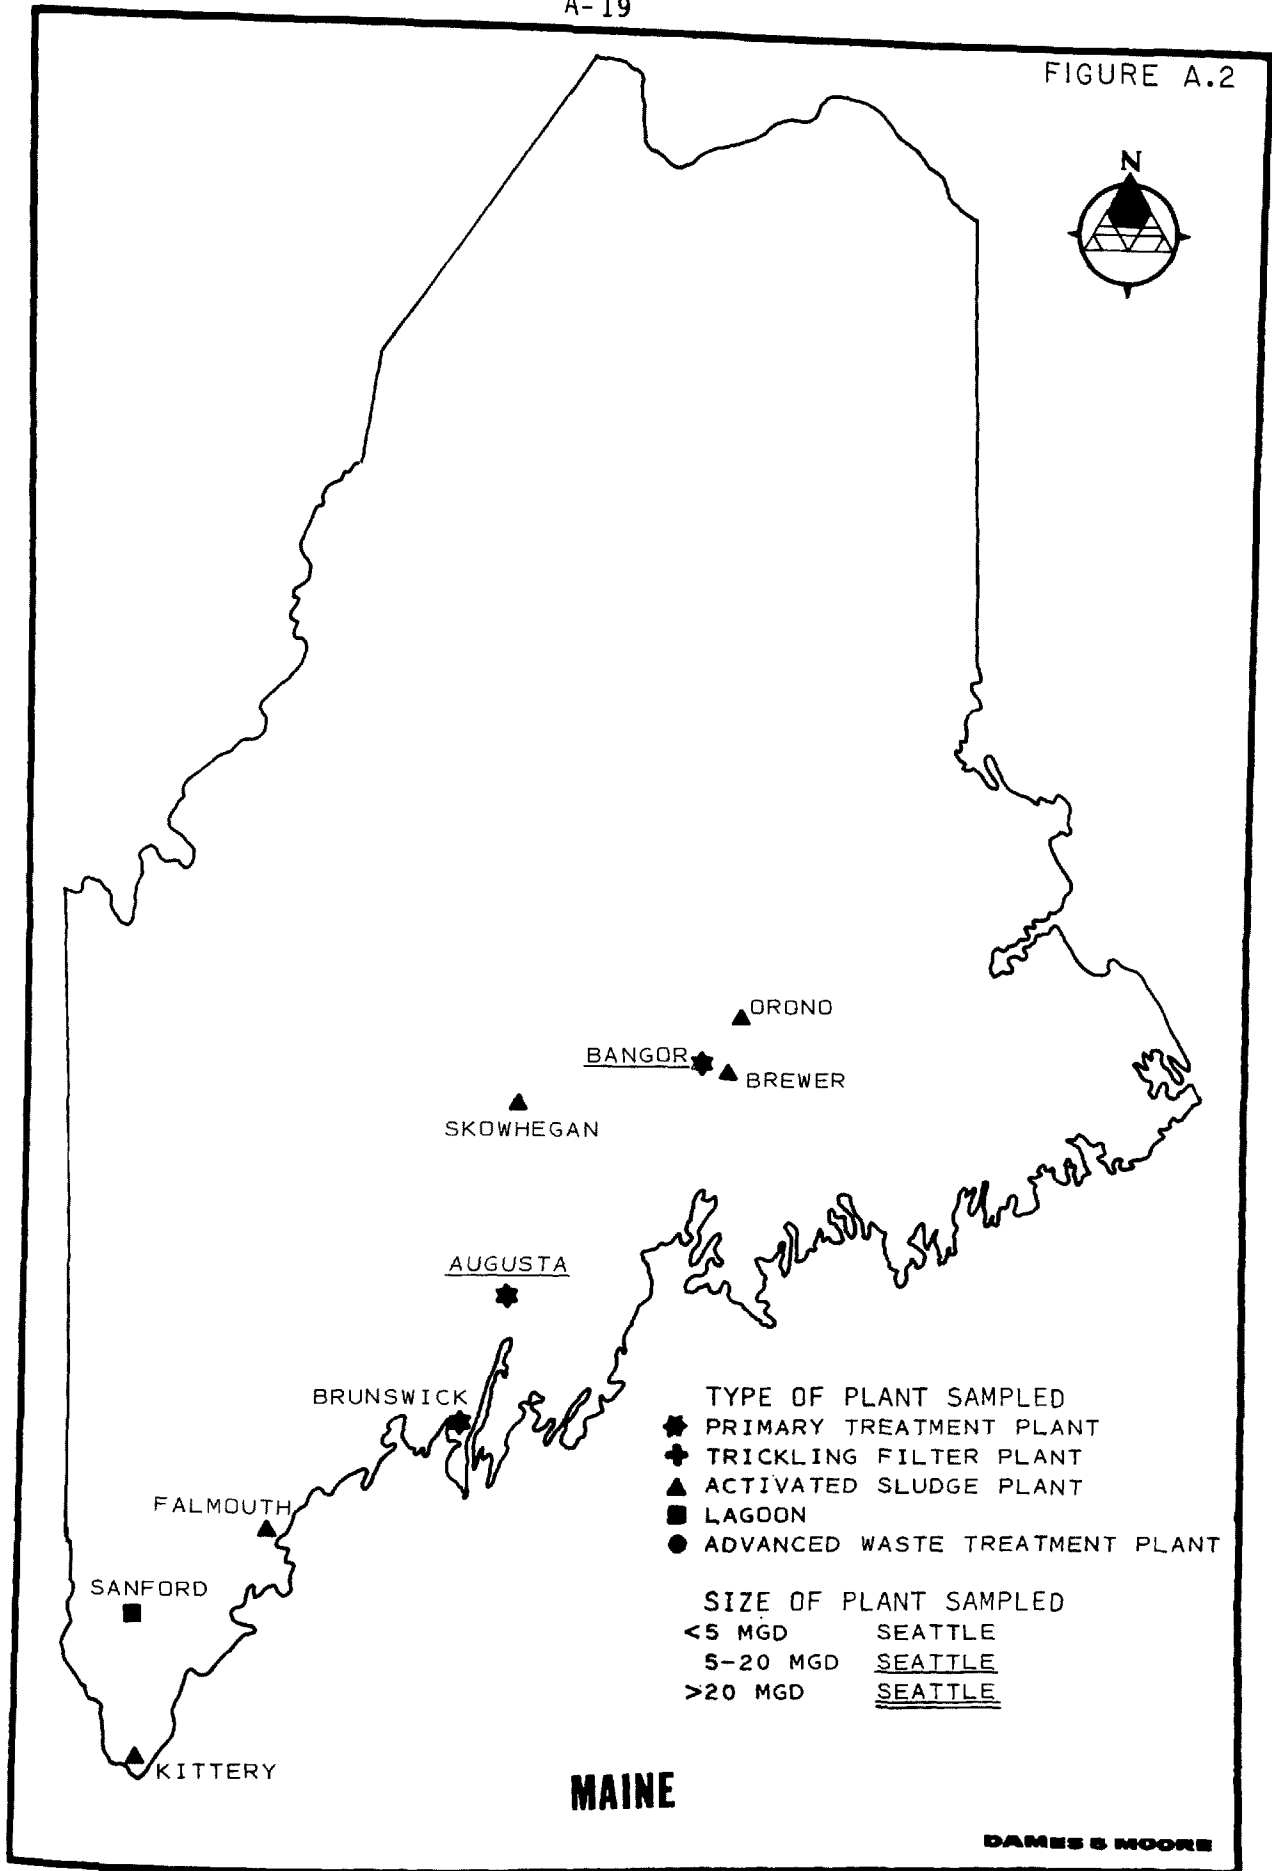 A-19
FIGURE A.2
N
ORONO
BANGOR
BREWER
SKOWHEGAN
AUGUSTA
BRUNSWICK
FALMOUTH
SANFORD
KITTERY
TYPE OF PLANT SAMPLED
PRIMARY TREATMENT PLANT
TRICKLING FILTER PLANT
ACTIVATED SLUDGE PLANT
LAGOON
ADVANCED WASTE TREATMENT PLANT
SIZE OF PLANT SAMPLED
<5 MGD SEATTLE
5-20 MGD SEATTLE
>20 MGD SEATTLE
MAINE
DAMES & MOORE